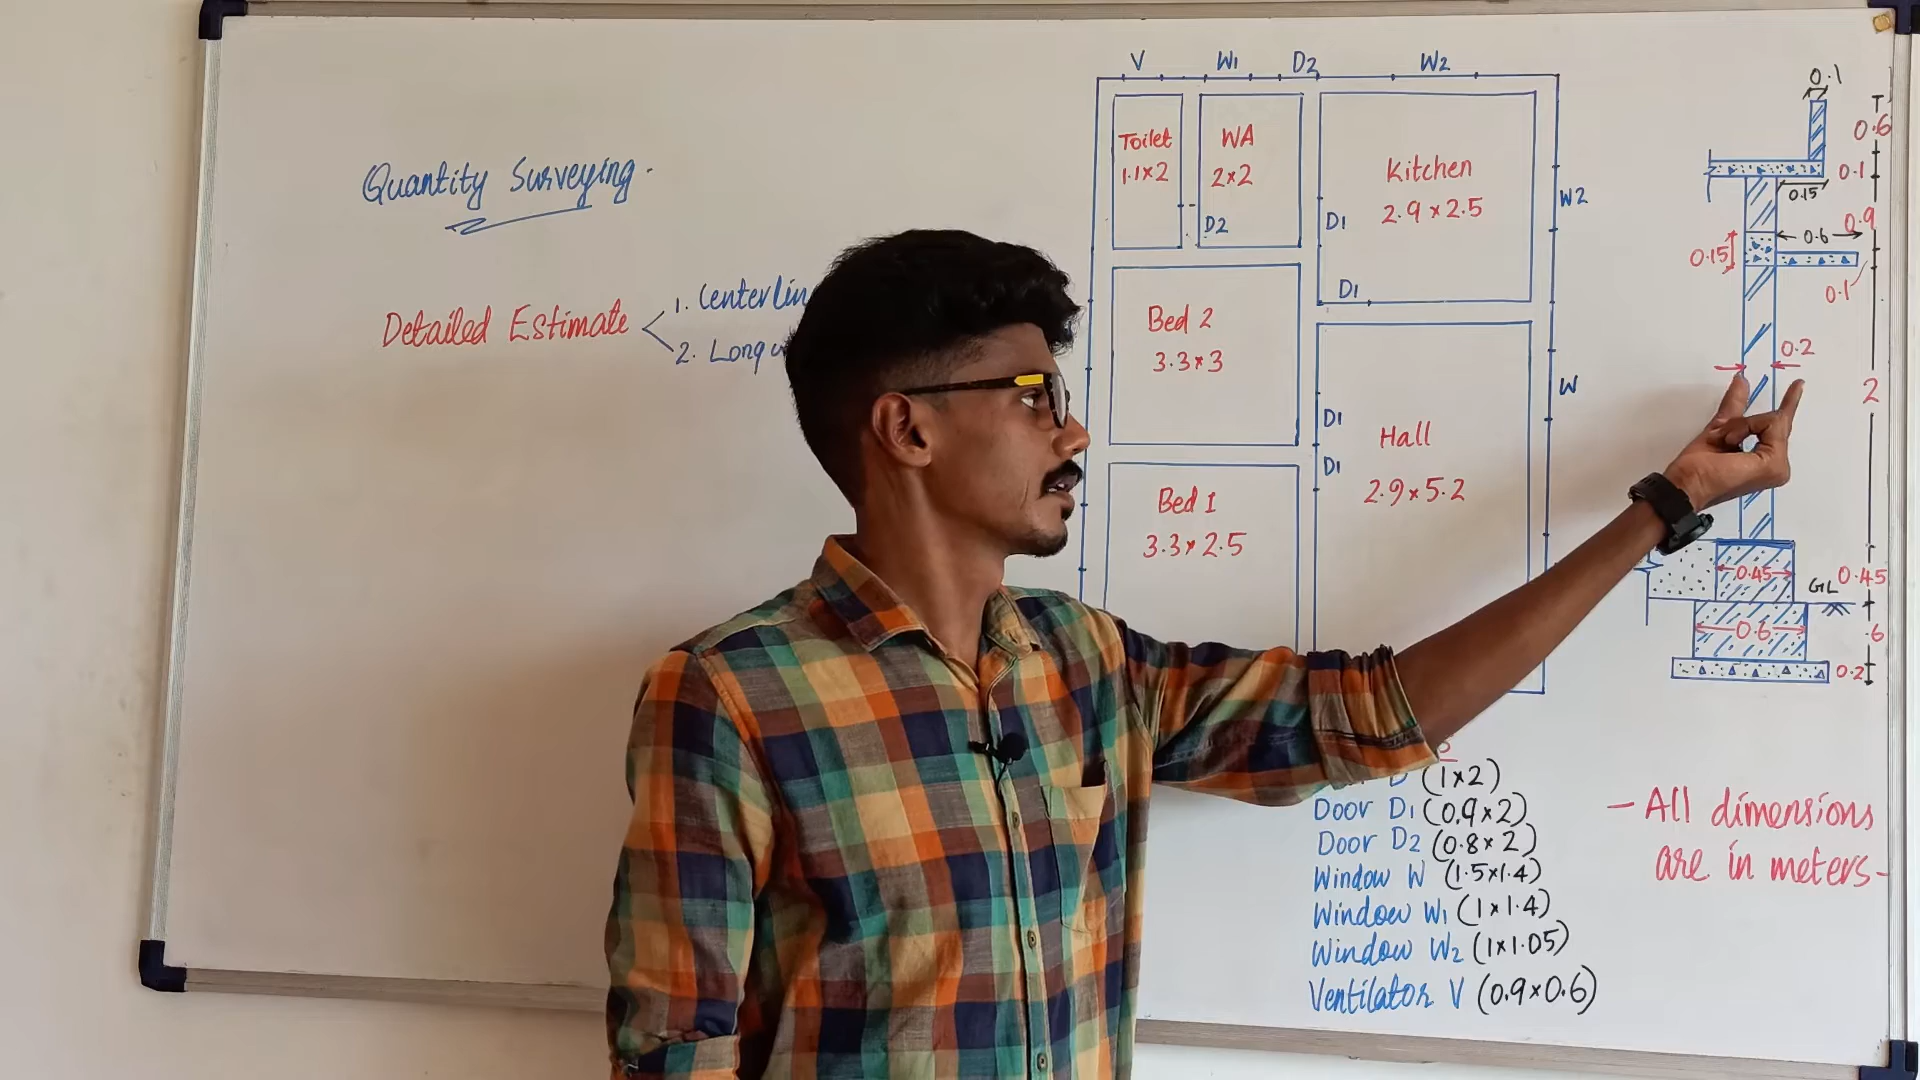 Quantity Surveying.
Detailed Estimate
1. Centerlin
2. Long
V W1 D2 W2
Toilet
1.1×2
WA
2×2
D2
Kitchen
2.9 × 2.5
D1
D1
W2
Bed 2
3.3×3
Bed 1
3.3×2.5
D1
D1
Hall
2.9×5.2
W
0.1
0.6
0.1
0.15
0.9
0.6
0.15
0.1
0.2
2
0.45
0.45
GL
0.6
.6
0.2
D (1×2)
Door D1 (0.9×2)
Door D2 (0.8×2)
Window W (1.5×1.4)
Window W1 (1×1.4)
Window W2 (1×1.05)
Ventilator V (0.9×0.6)
- All dimensions
are in meters-